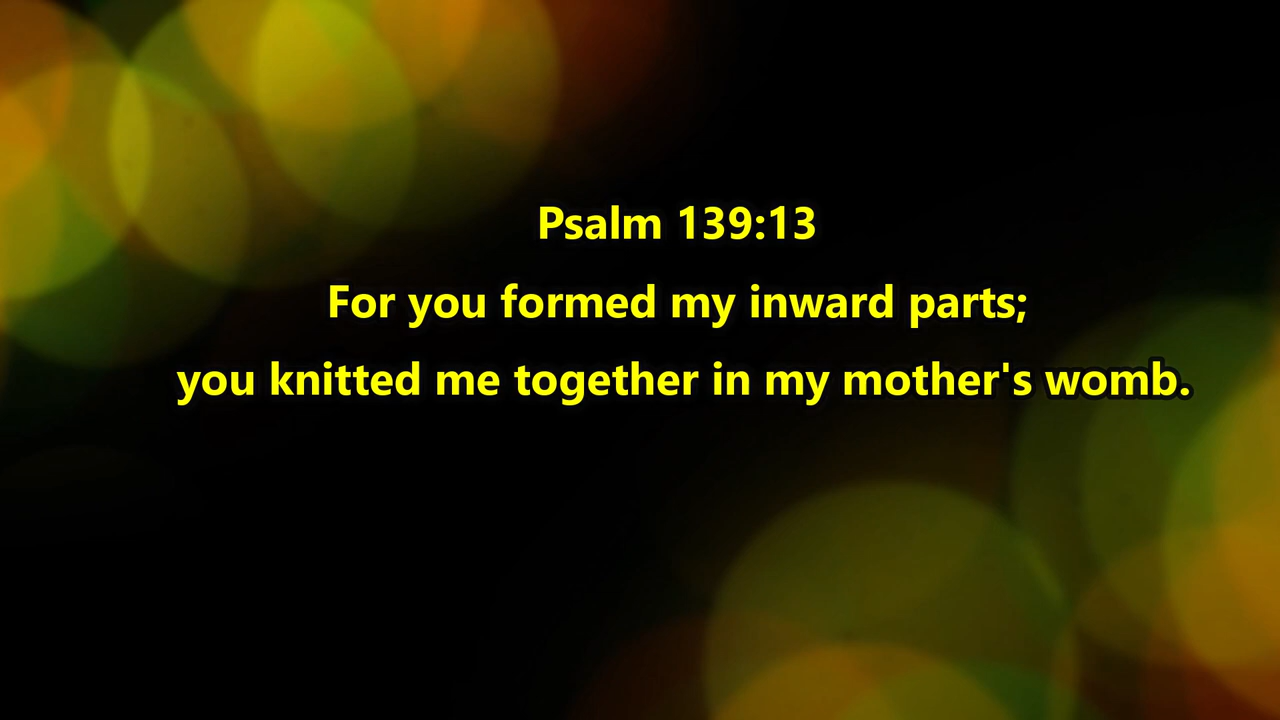 Psalm 139:13
For you formed my inward parts;
you knitted me together in my mother's womb.